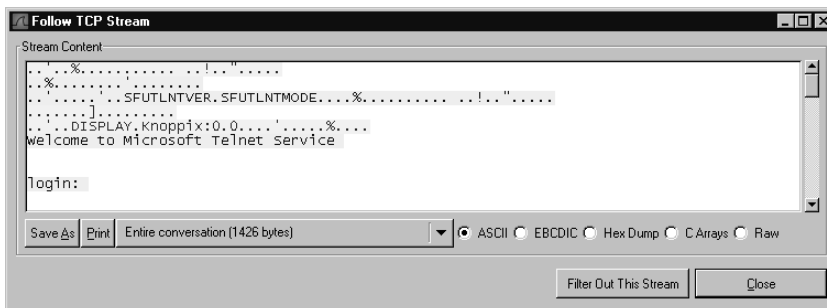 Follow TCP Stream
Stream Content
..'..%........... ..!..".....
..%........'........
..'.....'..SFUTLNTVER.SFUTLNTMODE....%.......... ..!.."......
.......].........
..'..DISPLAY.Knoppix:0.0....'.....%....
Welcome to Microsoft Telnet Service
login:
Save As Print Entire conversation (1426 bytes) ASCII EBCDIC Hex Dump C Arrays Raw
Filter Out This Stream Close